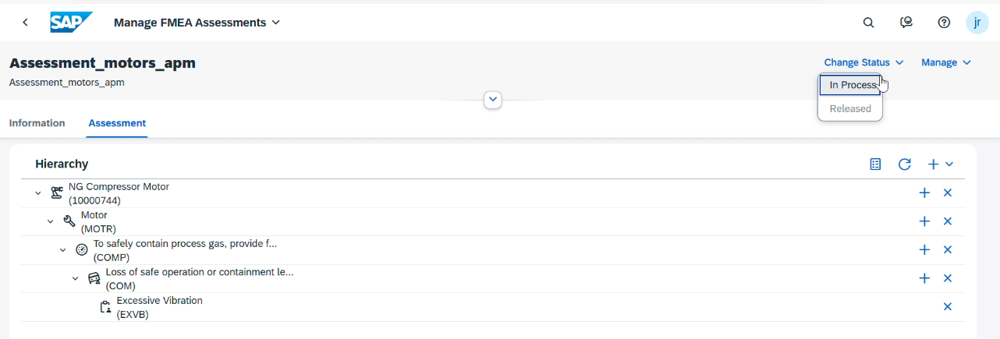 SAP
Manage FMEA Assessments
jr
Assessment_motors_apm
Change Status
Manage
Assessment_motors_apm
In Process
Released
Information
Assessment
Hierarchy
NG Compressor Motor
(10000744)
Motor
(MOTR)
To safely contain process gas, provide f...
(COMP)
Loss of safe operation or containment le...
(COM)
Excessive Vibration
(EXVB)